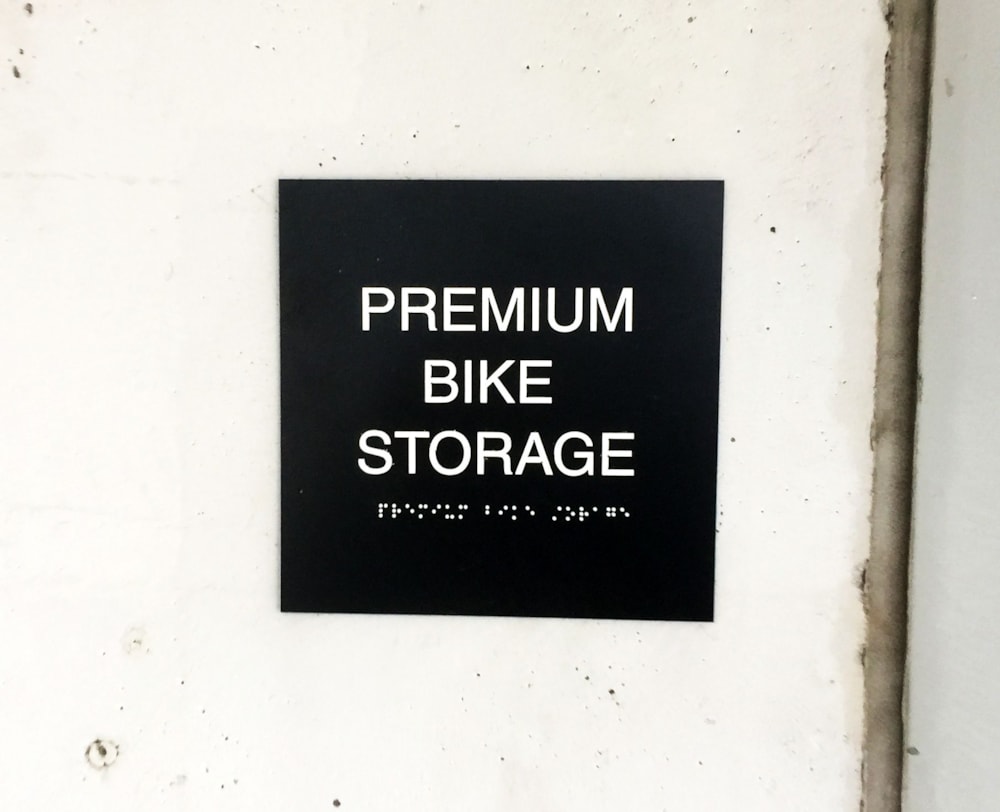 PREMIUM
BIKE
STORAGE
⠏⠗⠑⠍⠊⠥⠍ ⠃⠊⠅⠑ ⠌⠕⠗⠁⠛⠑